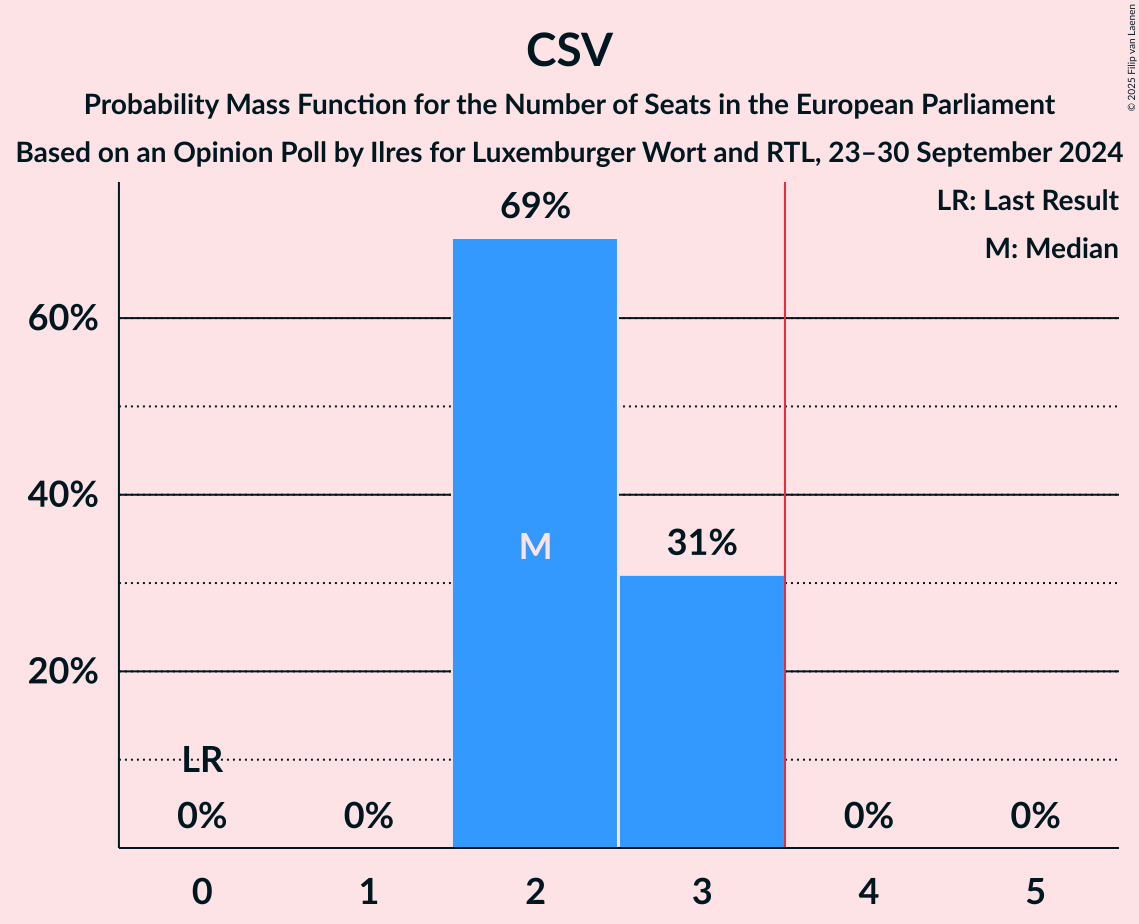 CSV
Probability Mass Function for the Number of Seats in the European Parliament
Based on an Opinion Poll by Ilres for Luxemburger Wort and RTL, 23–30 September 2024
© 2025 Filip van Laenen
LR: Last Result
M: Median
69%
60%
40%
31%
M
20%
LR
0%
0%
0%
0%
0
1
2
3
4
5